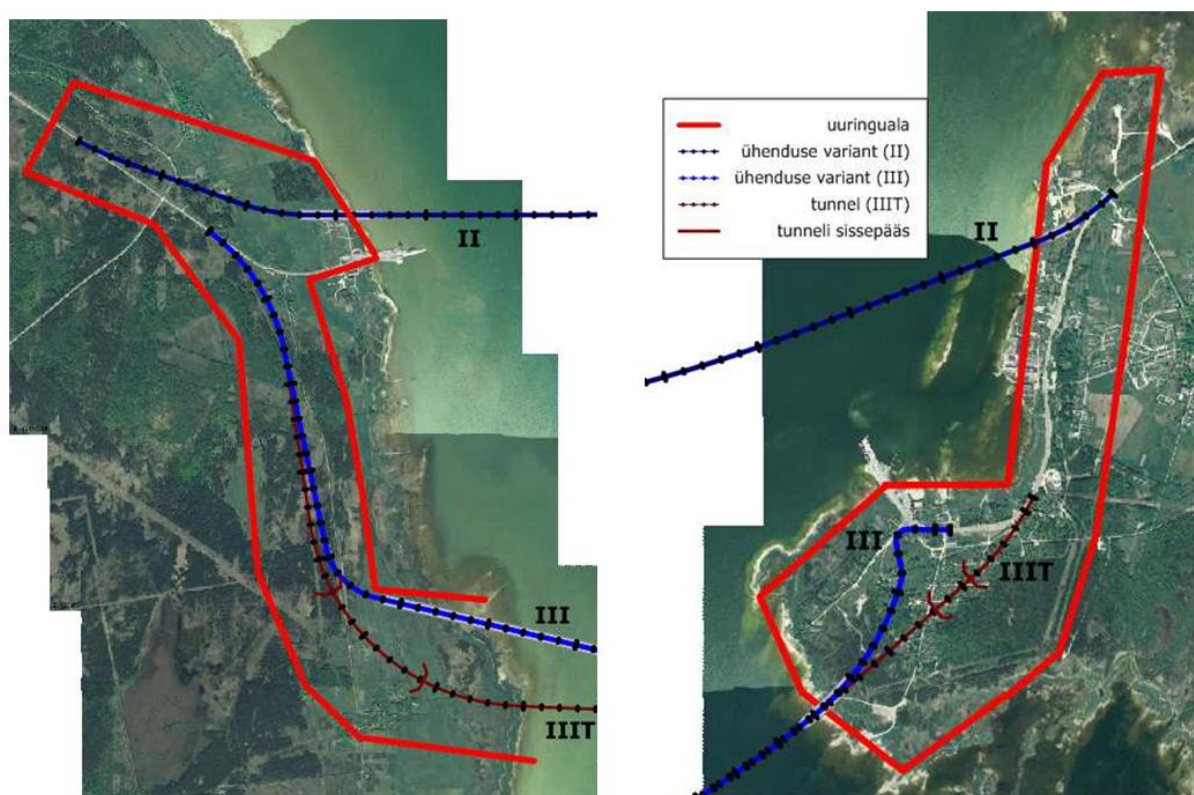 II
III
IIIT
uuringuala
ühenduse variant (II)
ühenduse variant (III)
tunnel (IIIT)
tunneli sissepääs
II
III
IIIT